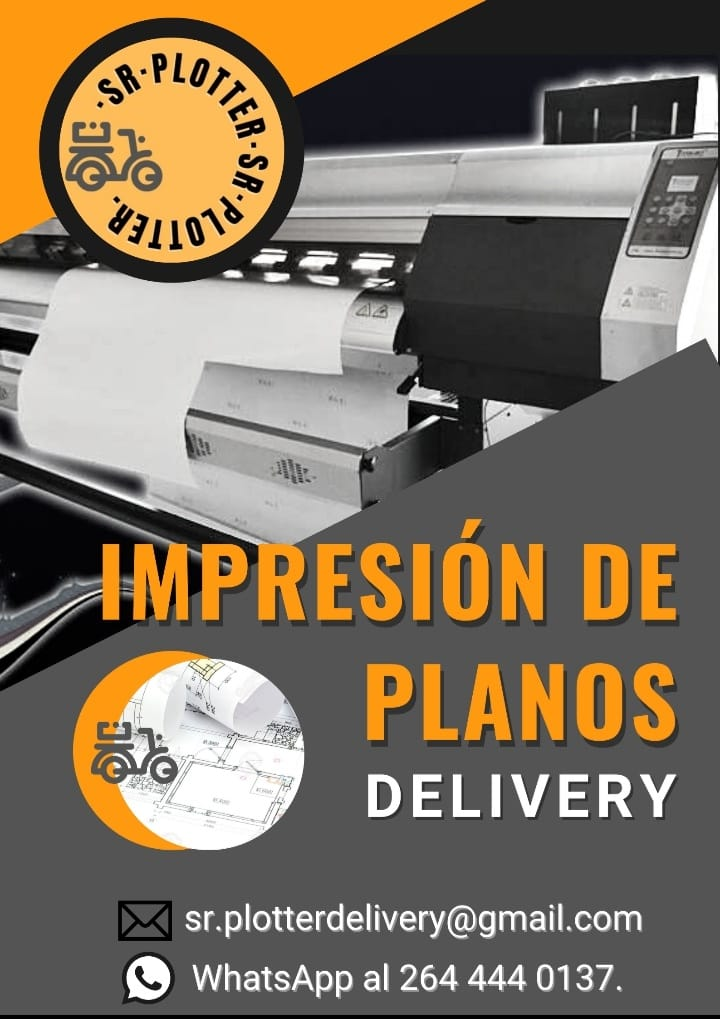 ·SR·PLOTTER·SR·PLOTTER.
IMPRESIÓN DE
PLANOS
DELIVERY
sr.plotterdelivery@gmail.com
WhatsApp al 264 444 0137.